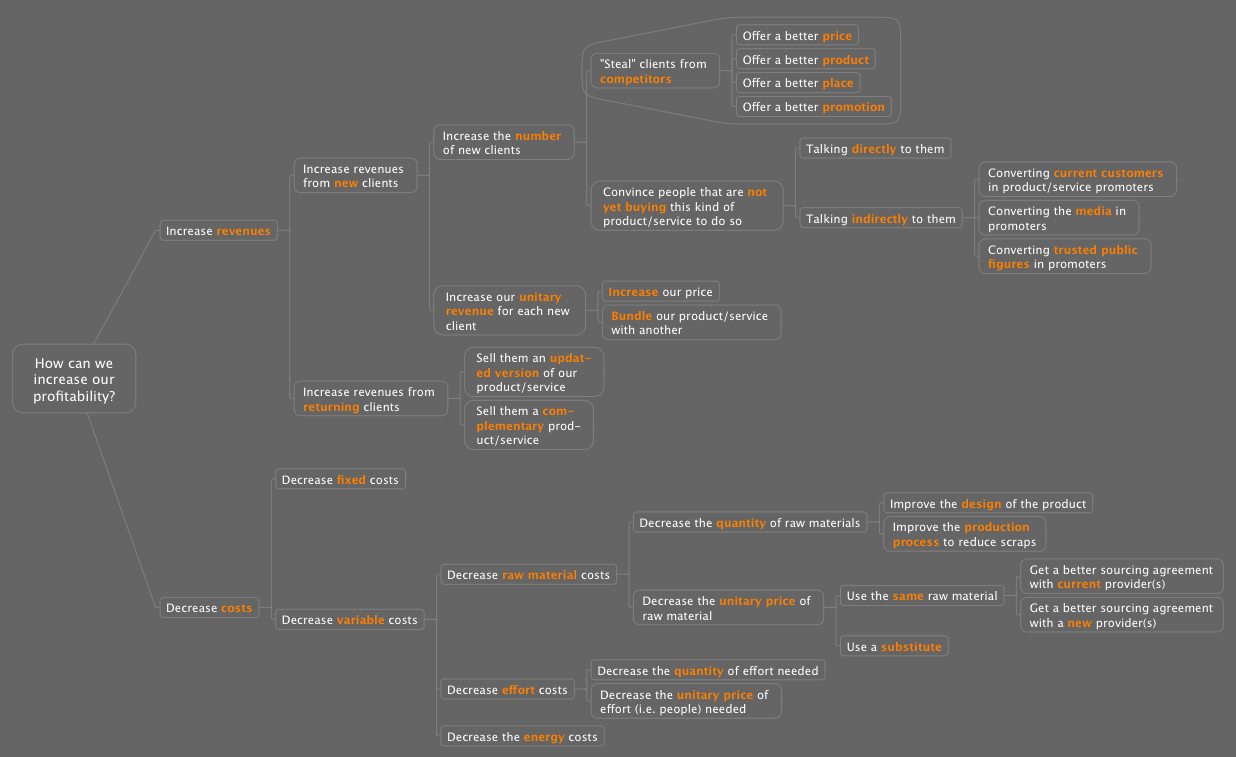 How can we
increase our
profitability?
Increase revenues
Increase revenues
from new clients
Increase the number
of new clients
"Steal" clients from
competitors
Offer a better price
Offer a better product
Offer a better place
Offer a better promotion
Convince people that are not
yet buying this kind of
product/service to do so
Talking directly to them
Talking indirectly to them
Converting current customers
in product/service promoters
Converting the media in
promoters
Converting trusted public
figures in promoters
Increase our unitary
revenue for each new
client
Increase our price
Bundle our product/service
with another
Increase revenues from
returning clients
Sell them an updat-
ed version of our
product/service
Sell them a com-
plementary prod-
uct/service
Decrease costs
Decrease fixed costs
Decrease variable costs
Decrease raw material costs
Decrease the quantity of raw materials
Improve the design of the product
Improve the production
process to reduce scraps
Decrease the unitary price of
raw material
Use the same raw material
Get a better sourcing agreement
with current provider(s)
Get a better sourcing agreement
with a new provider(s)
Use a substitute
Decrease effort costs
Decrease the quantity of effort needed
Decrease the unitary price of
effort (i.e. people) needed
Decrease the energy costs